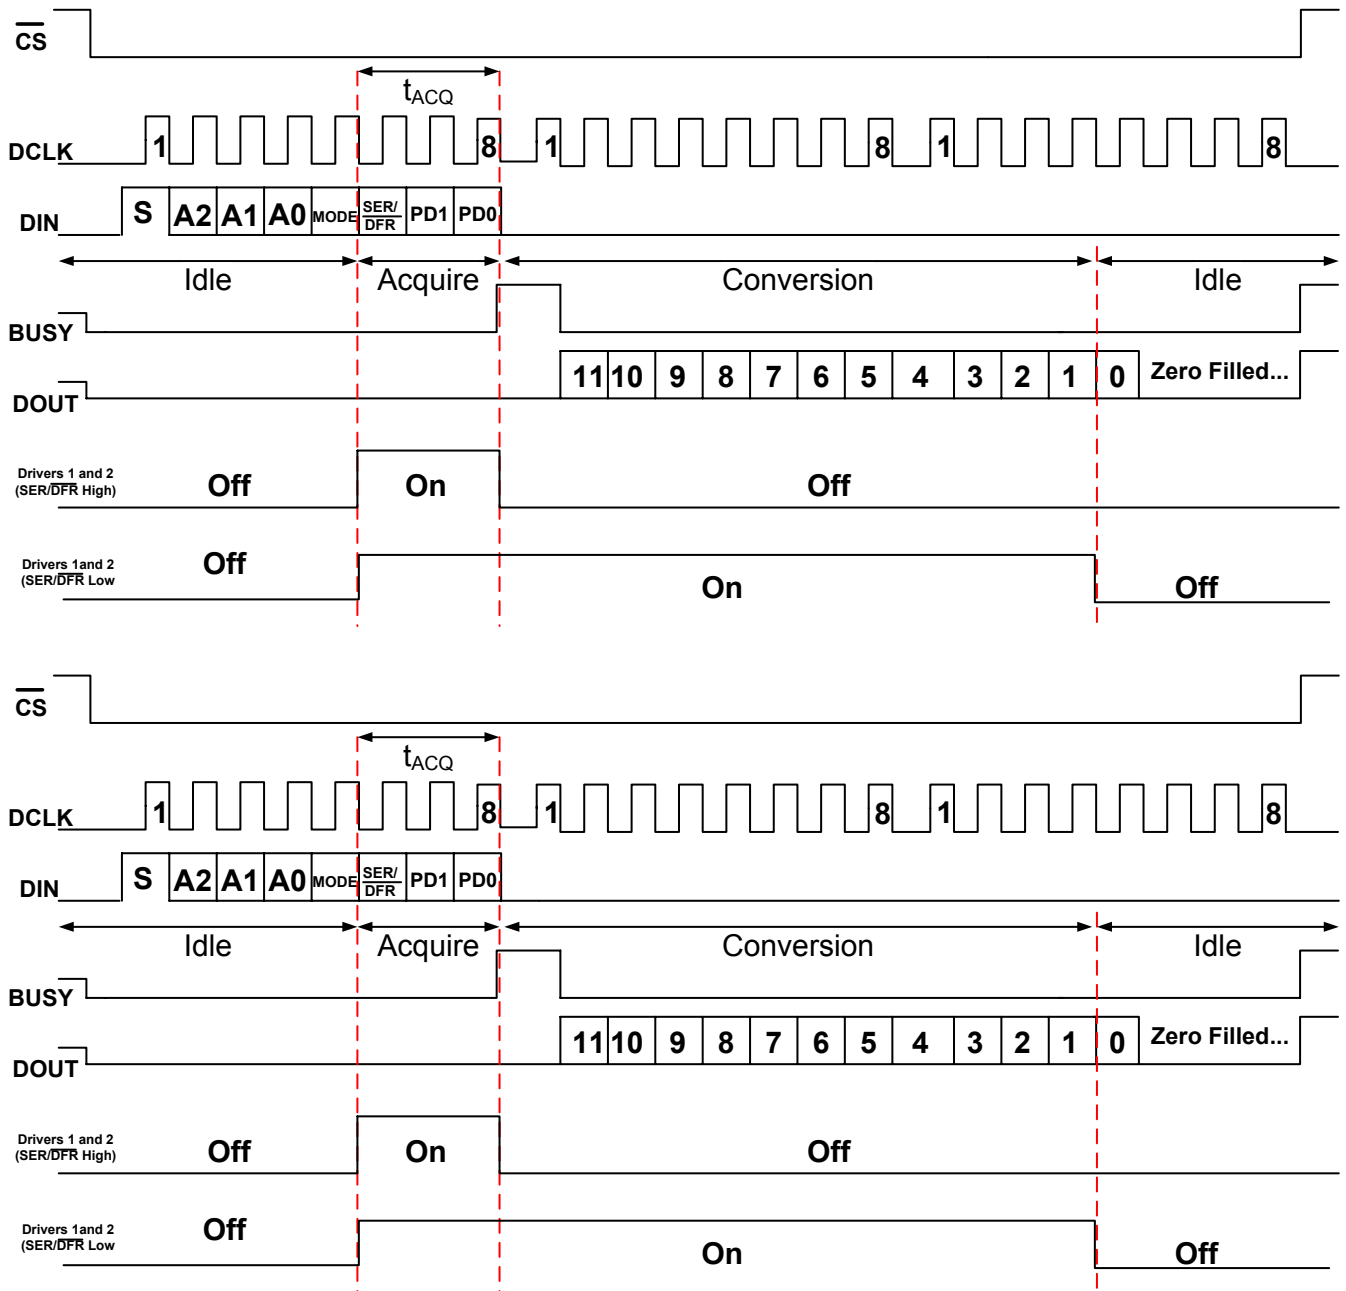 CS
tACQ
DCLK 1 8 1 8 1 8
DIN S A2 A1 A0 MODE SER/DFR PD1 PD0
Idle Acquire Conversion Idle
BUSY
DOUT 11 10 9 8 7 6 5 4 3 2 1 0 Zero Filled...
Drivers 1 and 2
(SER/DFR High) Off On Off
Drivers 1and 2
(SER/DFR Low Off On Off
CS
tACQ
DCLK 1 8 1 8 1 8
DIN S A2 A1 A0 MODE SER/DFR PD1 PD0
Idle Acquire Conversion Idle
BUSY
DOUT 11 10 9 8 7 6 5 4 3 2 1 0 Zero Filled...
Drivers 1 and 2
(SER/DFR High) Off On Off
Drivers 1and 2
(SER/DFR Low Off On Off